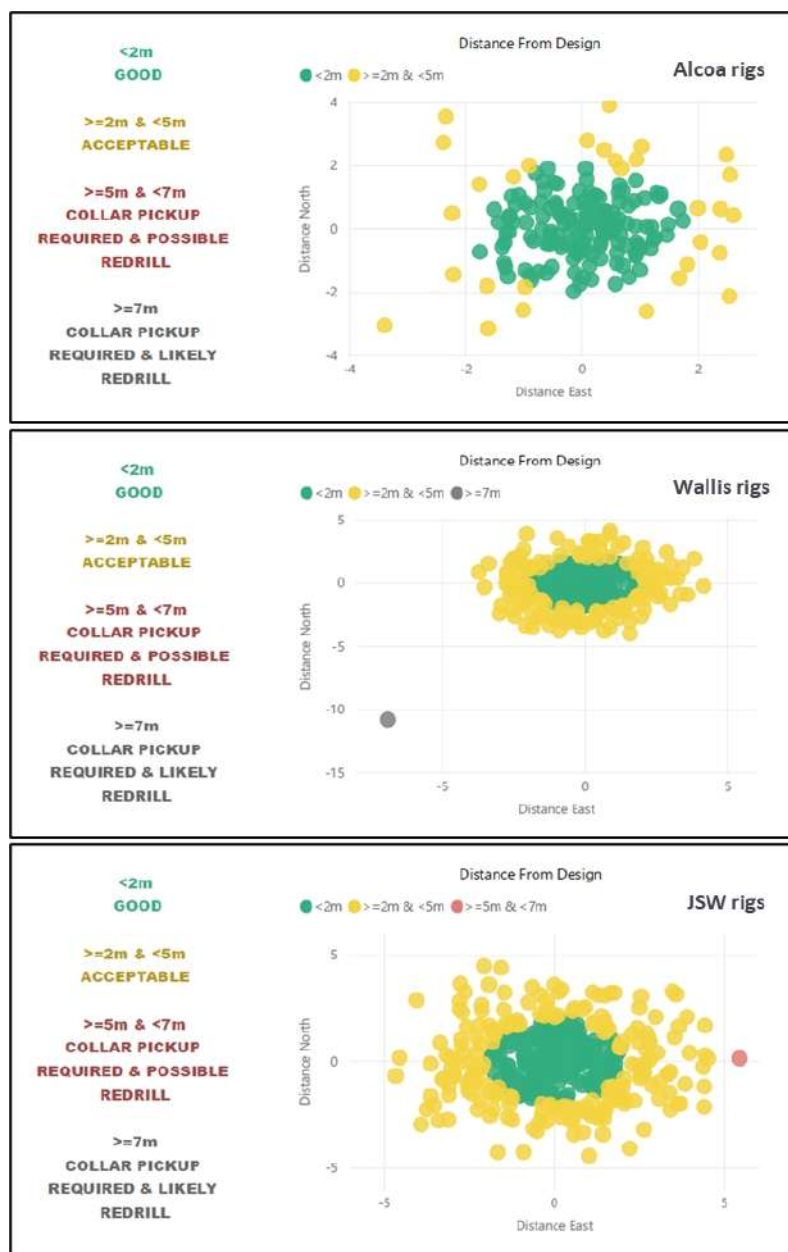 <2m
GOOD
>=2m & <5m
ACCEPTABLE
>=5m & <7m
COLLAR PICKUP
REQUIRED & POSSIBLE
REDRILL
>=7m
COLLAR PICKUP
REQUIRED & LIKELY
REDRILL
Distance From Design
Alcoa rigs
<2m >=2m & <5m
4
2
0
-2
-4
Distance North
-4 -2 0 2
Distance East
<2m
GOOD
>=2m & <5m
ACCEPTABLE
>=5m & <7m
COLLAR PICKUP
REQUIRED & POSSIBLE
REDRILL
>=7m
COLLAR PICKUP
REQUIRED & LIKELY
REDRILL
Distance From Design
Wallis rigs
<2m >=2m & <5m >=7m
5
0
-5
-10
-15
Distance North
-5 0 5
Distance East
<2m
GOOD
>=2m & <5m
ACCEPTABLE
>=5m & <7m
COLLAR PICKUP
REQUIRED & POSSIBLE
REDRILL
>=7m
COLLAR PICKUP
REQUIRED & LIKELY
REDRILL
Distance From Design
JSW rigs
<2m >=2m & <5m >=5m & <7m
5
0
-5
Distance North
-5 0 5
Distance East